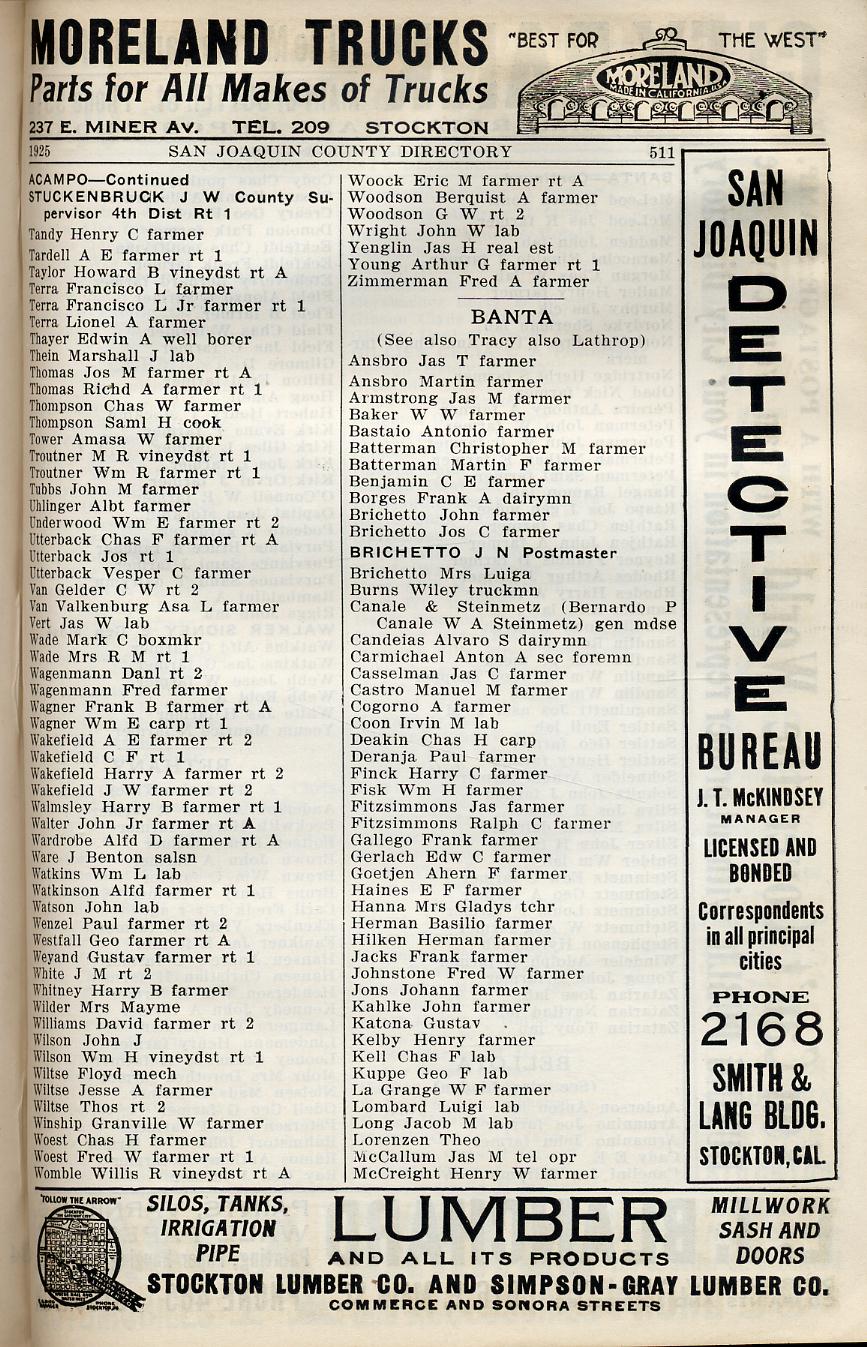 MORELAND TRUCKS
Parts for All Makes of Trucks
237 E. MINER AV. TEL. 209 STOCKTON
"BEST FOR THE WEST"
MORELAND
MADE IN CALIFORNIA
1925 SAN JOAQUIN COUNTY DIRECTORY 511
ACAMPO—Continued
STUCKENBRUCK J W County Su-
pervisor 4th Dist Rt 1
Tandy Henry C farmer
Tardell A E farmer rt 1
Taylor Howard B vineydst rt A
Terra Francisco L farmer
Terra Francisco L Jr farmer rt 1
Terra Lionel A farmer
Thayer Edwin A well borer
Thein Marshall J lab
Thomas Jos M farmer rt A
Thomas Richd A farmer rt 1
Thompson Chas W farmer
Thompson Saml H cook
Tower Amasa W farmer
Troutner M R vineydst rt 1
Troutner Wm R farmer rt 1
Tubbs John M farmer
Uhlinger Albt farmer
Underwood Wm E farmer rt 2
Utterback Chas F farmer rt A
Utterback Jos rt 1
Utterback Vesper C farmer
Van Gelder C W rt 2
Van Valkenburg Asa L farmer
Vert Jas W lab
Wade Mark C boxmkr
Wade Mrs R M rt 1
Wagenmann Danl rt 2
Wagenmann Fred farmer
Wagner Frank B farmer rt A
Wagner Wm E carp rt 1
Wakefield A E farmer rt 2
Wakefield C F rt 1
Wakefield Harry A farmer rt 2
Wakefield J W farmer rt 2
Walmsley Harry B farmer rt 1
Walter John Jr farmer rt A
Wardrobe Alfd D farmer rt A
Ware J Benton salsn
Watkins Wm L lab
Watkinson Alfd farmer rt 1
Watson John lab
Wenzel Paul farmer rt 2
Westfall Geo farmer rt A
Weyand Gustav farmer rt 1
White J M rt 2
Whitney Harry B farmer
Wilder Mrs Mayme
Williams David farmer rt 2
Wilson John J
Wilson Wm H vineydst rt 1
Wiltse Floyd mech
Wiltse Jesse A farmer
Wiltse Thos rt 2
Winship Granville W farmer
Woest Chas H farmer
Woest Fred W farmer rt 1
Womble Willis R vineydst rt A
Woock Eric M farmer rt A
Woodson Berquist A farmer
Woodson G W rt 2
Wright John W lab
Yenglin Jas H real est
Young Arthur G farmer rt 1
Zimmerman Fred A farmer
BANTA
(See also Tracy also Lathrop)
Ansbro Jas T farmer
Ansbro Martin farmer
Armstrong Jas M farmer
Baker W W farmer
Bastaio Antonio farmer
Batterman Christopher M farmer
Batterman Martin F farmer
Benjamin C E farmer
Borges Frank A dairymn
Brichetto John farmer
Brichetto Jos C farmer
BRICHETTO J N Postmaster
Brichetto Mrs Luiga
Burns Wiley truckmn
Canale & Steinmetz (Bernardo P
Canale W A Steinmetz) gen mdse
Candeias Alvaro S dairymn
Carmichael Anton A sec foremn
Casselman Jas C farmer
Castro Manuel M farmer
Cogorno A farmer
Coon Irvin M lab
Deakin Chas H carp
Deranja Paul farmer
Finck Harry C farmer
Fisk Wm H farmer
Fitzsimmons Jas farmer
Fitzsimmons Ralph C farmer
Gallego Frank farmer
Gerlach Edw C farmer
Goetjen Ahern F farmer
Haines E F farmer
Hanna Mrs Gladys tchr
Herman Basilio farmer
Hilken Herman farmer
Jacks Frank farmer
Johnstone Fred W farmer
Jons Johann farmer
Kahlke John farmer
Katona Gustav
Kelby Henry farmer
Kell Chas F lab
Kuppe Geo F lab
La Grange W F farmer
Lombard Luigi lab
Long Jacob M lab
Lorenzen Theo
McCallum Jas M tel opr
McCreight Henry W farmer
SAN
JOAQUIN
DETECTIVE
BUREAU
J. T. McKINDSEY
MANAGER
LICENSED AND
BONDED
Correspondents
in all principal
cities
PHONE
2168
SMITH &
LANG BLDG.
STOCKTON, CAL.
"FOLLOW THE ARROW"
SILOS, TANKS,
IRRIGATION
PIPE
LUMBER
AND ALL ITS PRODUCTS
MILLWORK
SASH AND
DOORS
STOCKTON LUMBER CO. AND SIMPSON-GRAY LUMBER CO.
COMMERCE AND SONORA STREETS